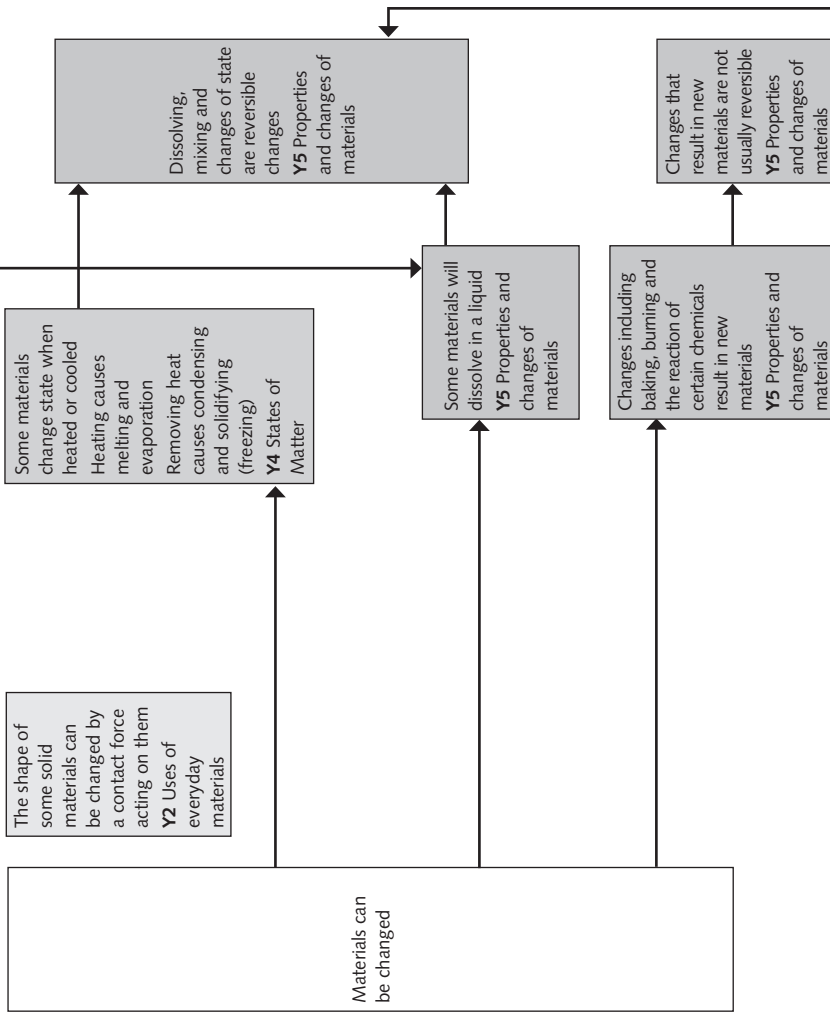 Materials can
be changed
The shape of
some solid
materials can
be changed by
a contact force
acting on them
Y2 Uses of
everyday
materials
Some materials
change state when
heated or cooled
Heating causes
melting and
evaporation
Removing heat
causes condensing
and solidifying
(freezing)
Y4 States of
Matter
Some materials will
dissolve in a liquid
Y5 Properties and
changes of
materials
Changes including
baking, burning and
the reaction of
certain chemicals
result in new
materials
Y5 Properties and
changes of
materials
Dissolving,
mixing and
changes of state
are reversible
changes
Y5 Properties
and changes of
materials
Changes that
result in new
materials are not
usually reversible
Y5 Properties
and changes of
materials